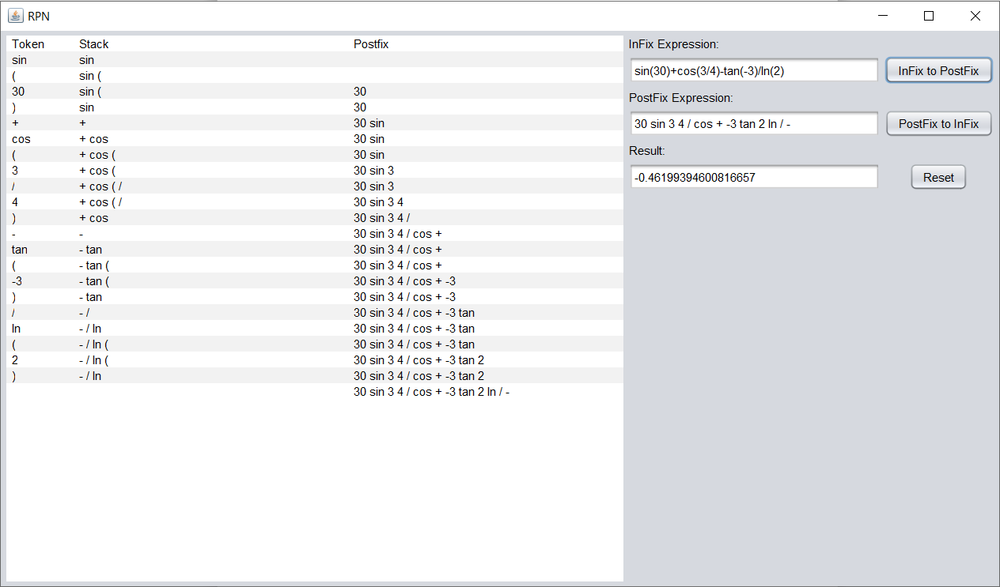 RPN
Token Stack Postfix
sin sin
( sin (
30 sin ( 30
) sin 30
+ + 30 sin
cos + cos 30 sin
( + cos ( 30 sin
3 + cos ( 30 sin 3
/ + cos ( / 30 sin 3
4 + cos ( / 30 sin 3 4
) + cos 30 sin 3 4 /
- - 30 sin 3 4 / cos +
tan - tan 30 sin 3 4 / cos +
( - tan ( 30 sin 3 4 / cos +
-3 - tan ( 30 sin 3 4 / cos + -3
) - tan 30 sin 3 4 / cos + -3
/ - / 30 sin 3 4 / cos + -3 tan
ln - / ln 30 sin 3 4 / cos + -3 tan
( - / ln ( 30 sin 3 4 / cos + -3 tan
2 - / ln ( 30 sin 3 4 / cos + -3 tan 2
) - / ln 30 sin 3 4 / cos + -3 tan 2
30 sin 3 4 / cos + -3 tan 2 ln / -
InFix Expression:
sin(30)+cos(3/4)-tan(-3)/ln(2) InFix to PostFix
PostFix Expression:
30 sin 3 4 / cos + -3 tan 2 ln / - PostFix to InFix
Result:
-0.46199394600816657 Reset